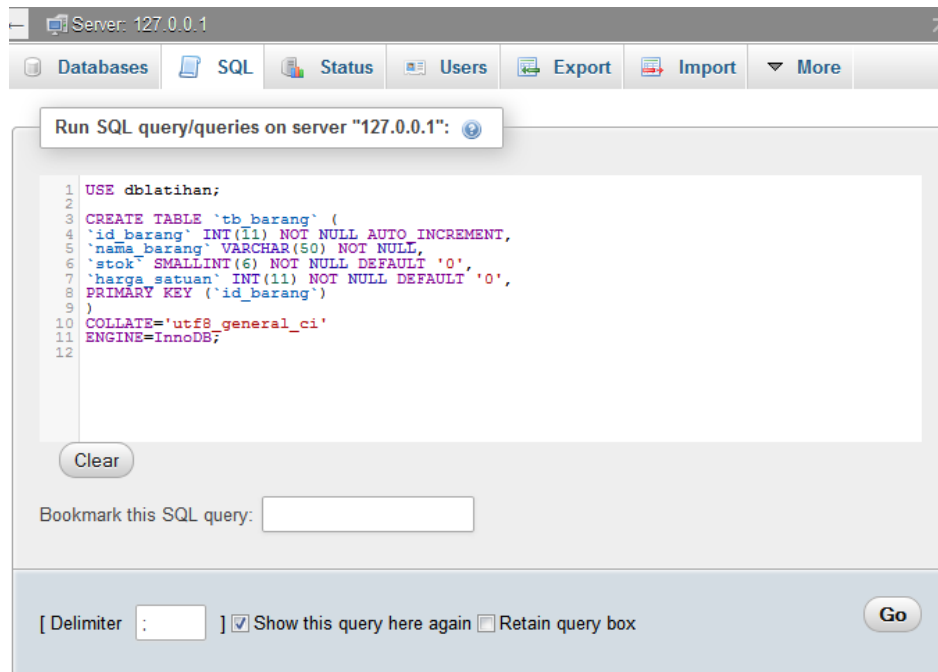 Server: 127.0.0.1
Databases SQL Status Users Export Import More
Run SQL query/queries on server "127.0.0.1":
1 USE dblatihan;
2
3 CREATE TABLE `tb_barang` (
4 `id_barang` INT(11) NOT NULL AUTO_INCREMENT,
5 `nama_barang` VARCHAR(50) NOT NULL,
6 `stok` SMALLINT(6) NOT NULL DEFAULT '0',
7 `harga_satuan` INT(11) NOT NULL DEFAULT '0',
8 PRIMARY KEY (`id_barang`)
9 )
10 COLLATE='utf8_general_ci'
11 ENGINE=InnoDB;
12
Clear
Bookmark this SQL query:
[ Delimiter ; ] Show this query here again Retain query box Go